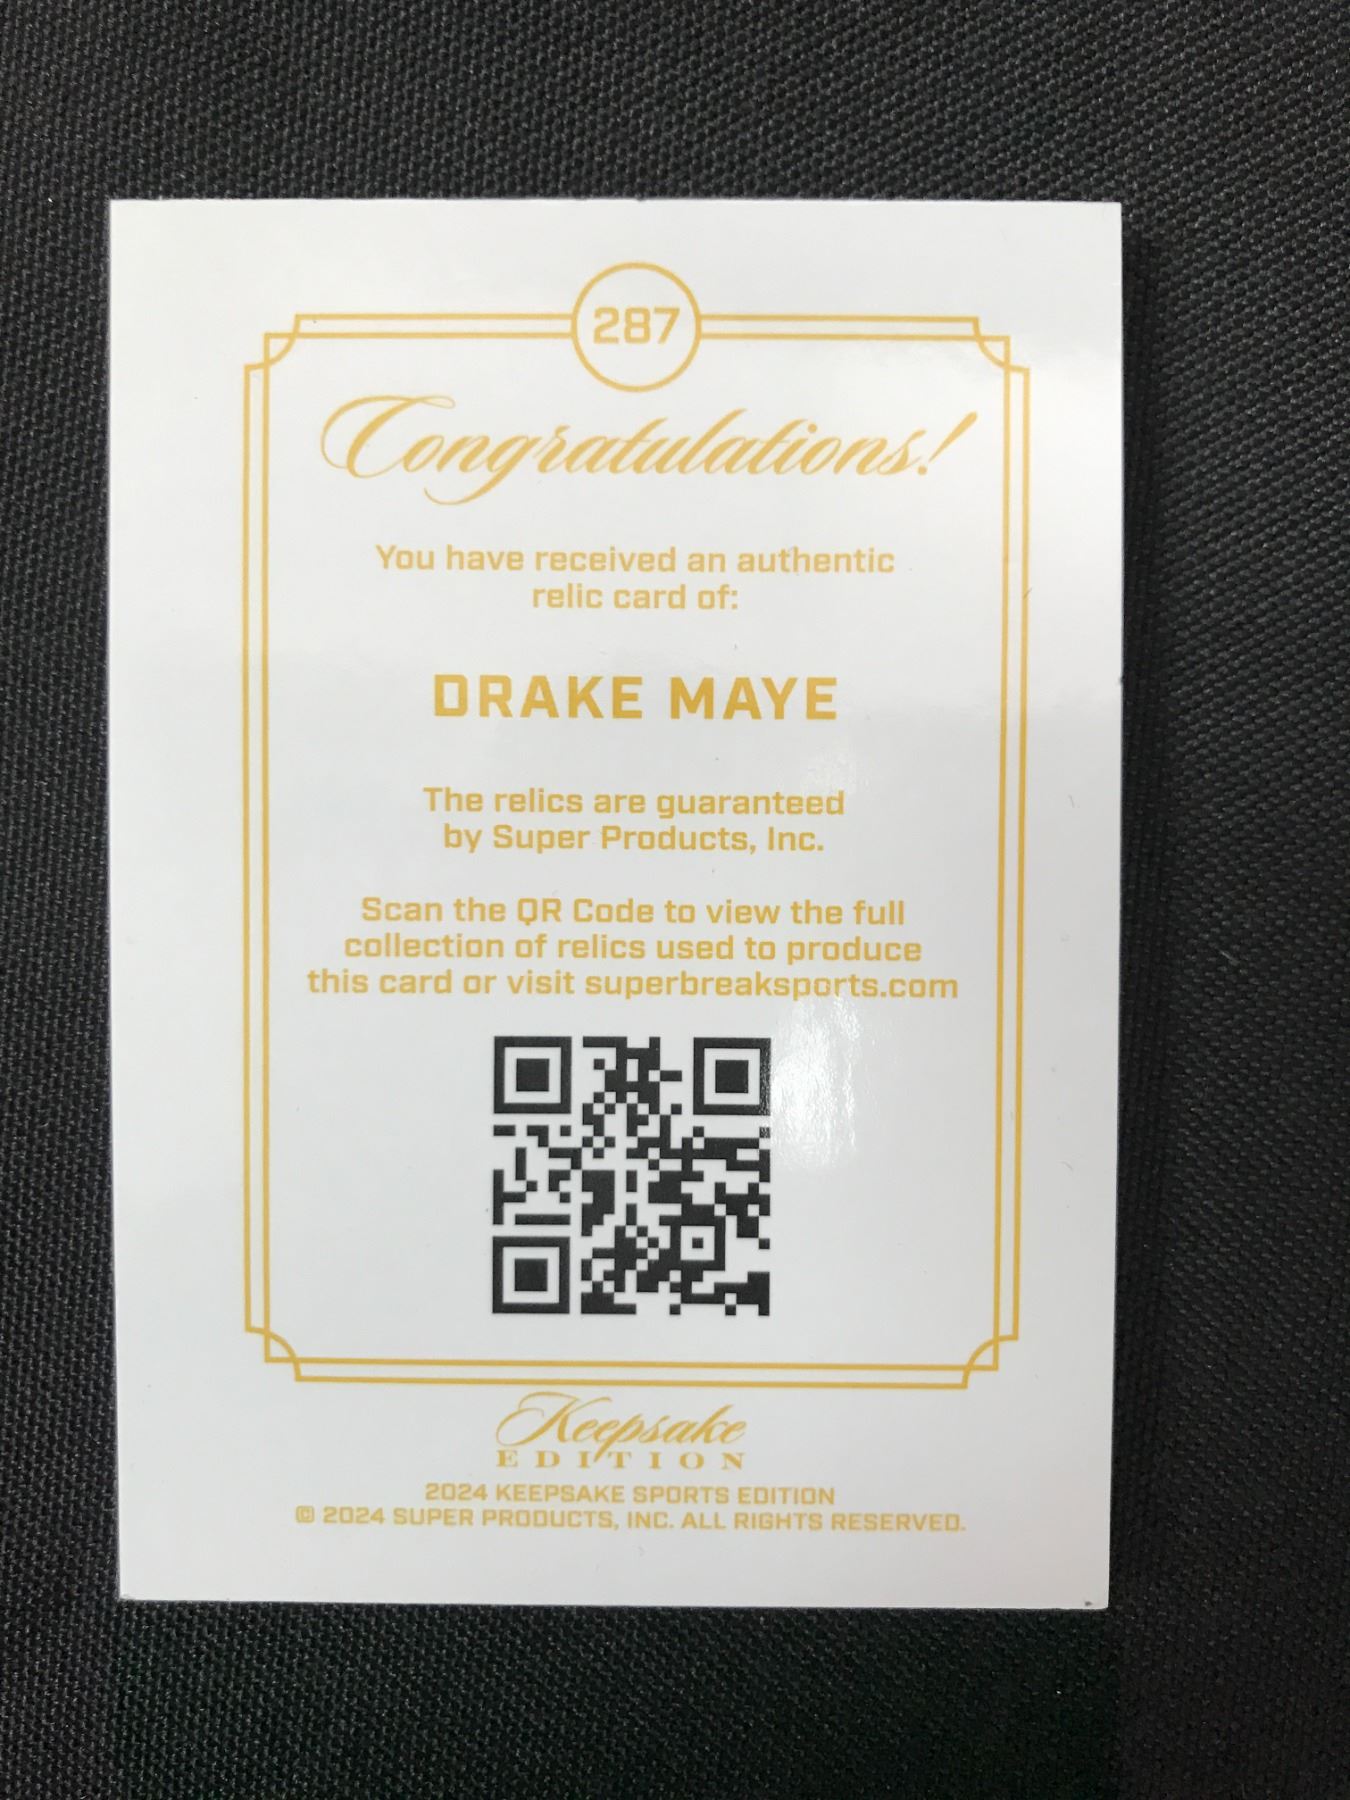 287
Congratulations!
You have received an authentic
relic card of:
DRAKE MAYE
The relics are guaranteed
by Super Products, Inc.
Scan the QR Code to view the full
collection of relics used to produce
this card or visit superbreaksports.com
Keepsake
EDITION
2024 KEEPSAKE SPORTS EDITION
© 2024 SUPER PRODUCTS, INC. ALL RIGHTS RESERVED.